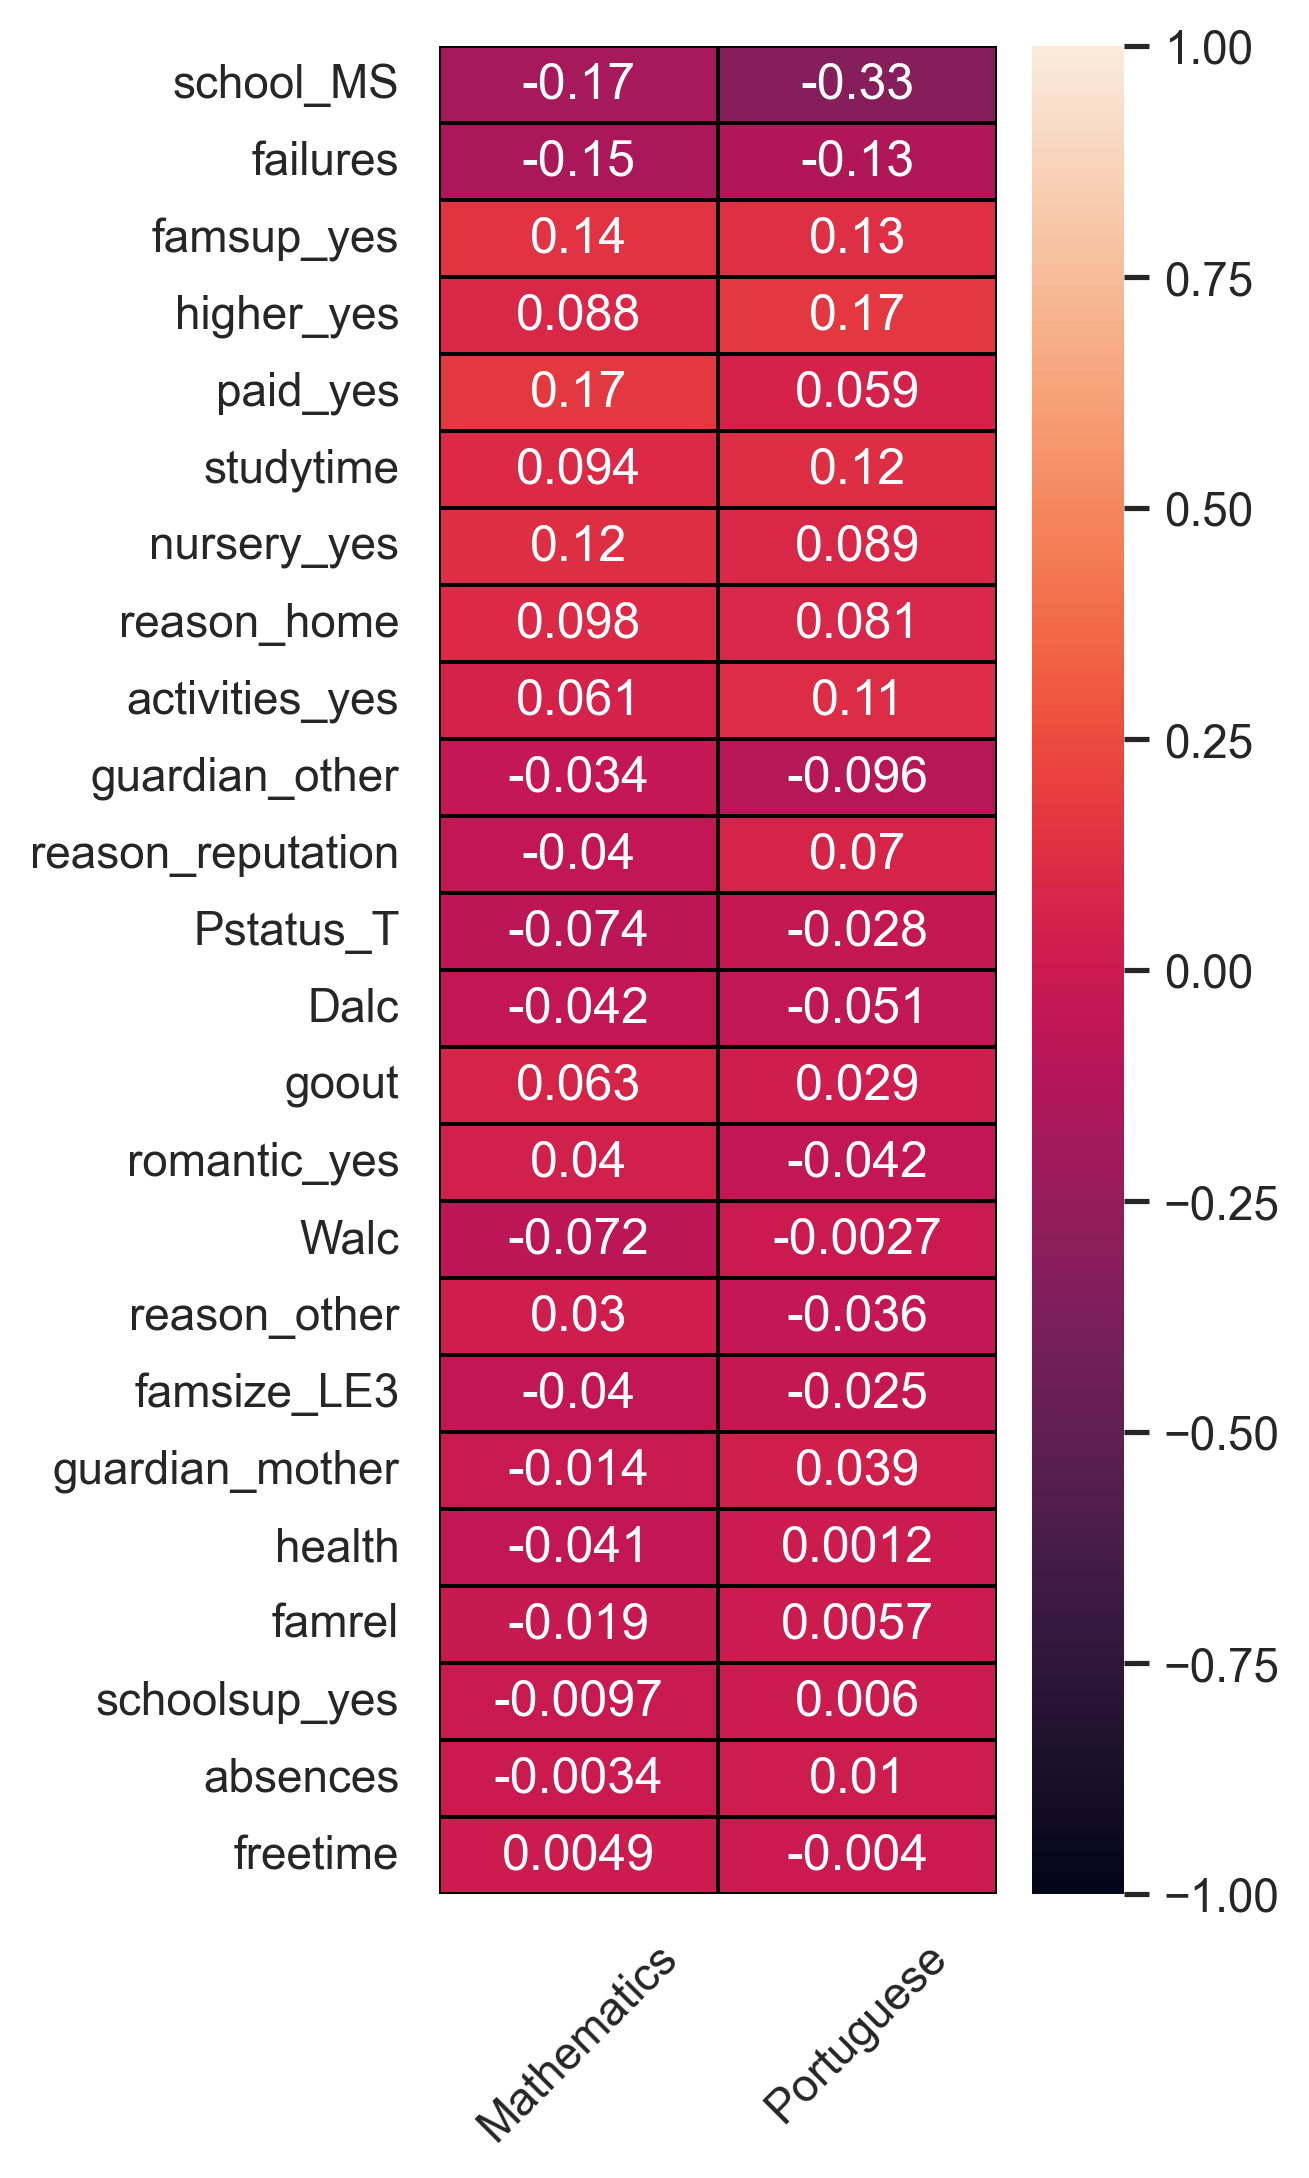 school_MS -0.17 -0.33
failures -0.15 -0.13
famsup_yes 0.14 0.13
higher_yes 0.088 0.17
paid_yes 0.17 0.059
studytime 0.094 0.12
nursery_yes 0.12 0.089
reason_home 0.098 0.081
activities_yes 0.061 0.11
guardian_other -0.034 -0.096
reason_reputation -0.04 0.07
Pstatus_T -0.074 -0.028
Dalc -0.042 -0.051
goout 0.063 0.029
romantic_yes 0.04 -0.042
Walc -0.072 -0.0027
reason_other 0.03 -0.036
famsize_LE3 -0.04 -0.025
guardian_mother -0.014 0.039
health -0.041 0.0012
famrel -0.019 0.0057
schoolsup_yes -0.0097 0.006
absences -0.0034 0.01
freetime 0.0049 -0.004
Mathematics Portuguese
1.00
0.75
0.50
0.25
0.00
−0.25
−0.50
−0.75
−1.00